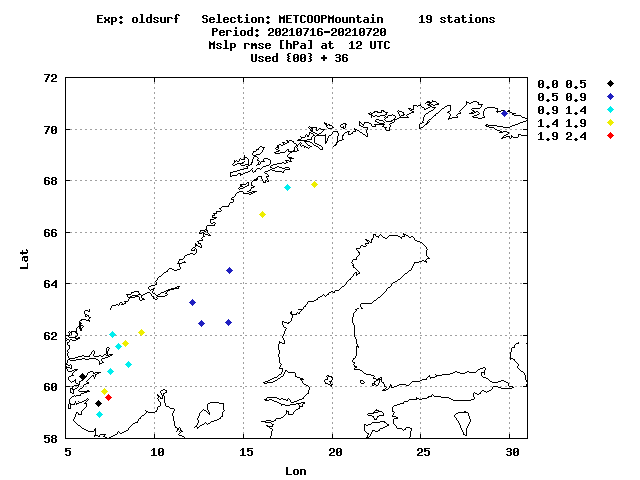 Exp: oldsurf   Selection: METCOOPMountain     19 stations
Period: 20210716-20210720
Mslp rmse [hPa] at  12 UTC
Used {00} + 36
72
70
68
66
64
62
60
58
Lat
5 10 15 20 25 30
Lon
0.0 0.5
0.5 0.9
0.9 1.4
1.4 1.9
1.9 2.4